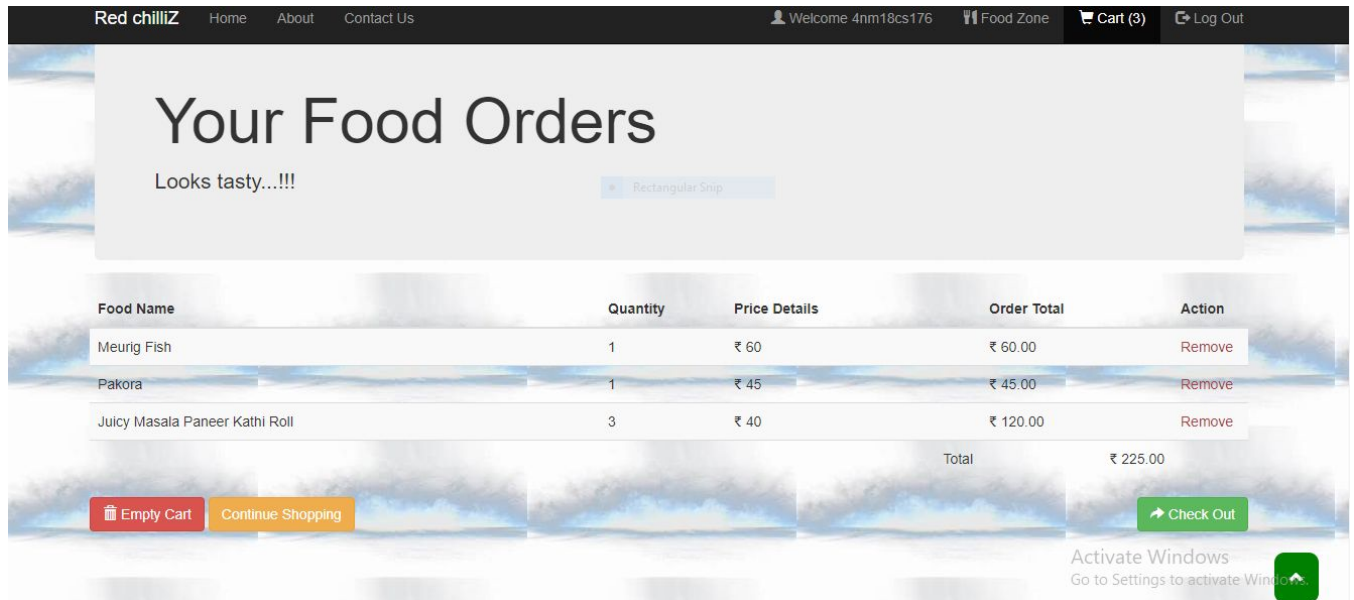 Red chilliZ Home About Contact Us Welcome 4nm18cs176 Food Zone Cart (3) Log Out
Your Food Orders
Looks tasty...!!!
Rectangular Snip
Food Name Quantity Price Details Order Total Action
Meurig Fish 1 ₹ 60 ₹ 60.00 Remove
Pakora 1 ₹ 45 ₹ 45.00 Remove
Juicy Masala Paneer Kathi Roll 3 ₹ 40 ₹ 120.00 Remove
Total ₹ 225.00
Empty Cart Continue Shopping Check Out
Activate Windows
Go to Settings to activate Windows.